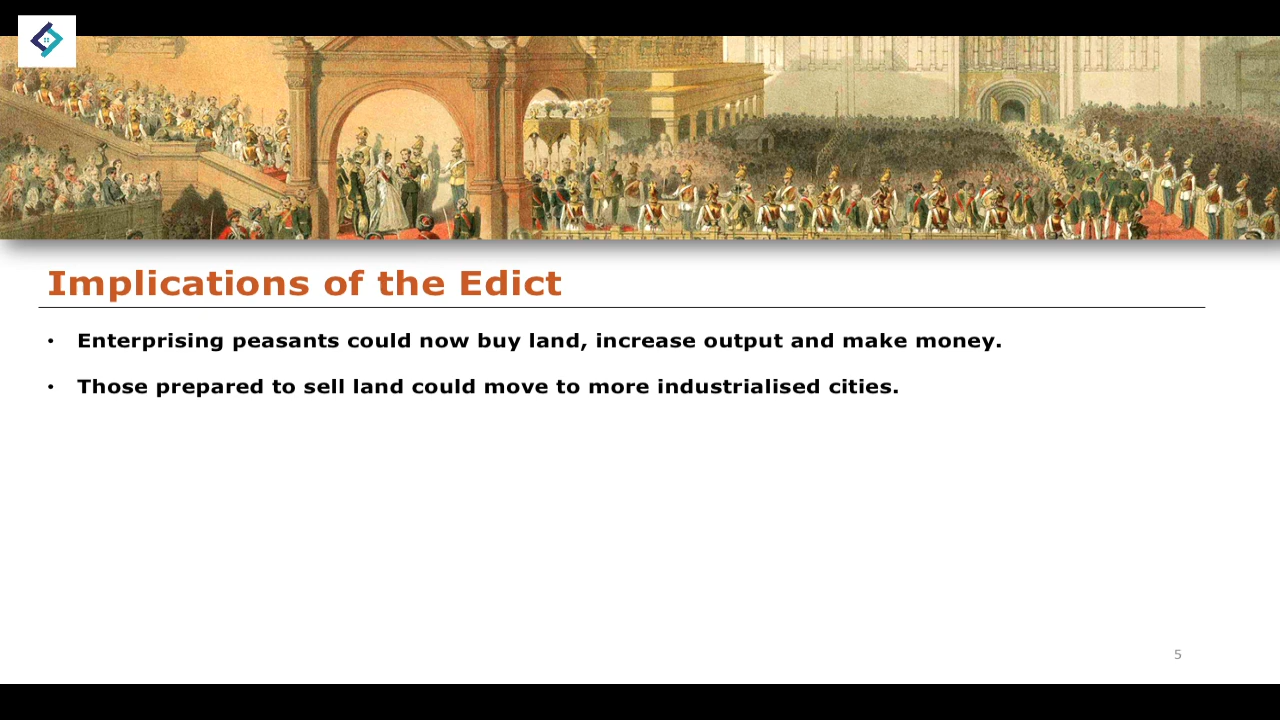 Implications of the Edict
• Enterprising peasants could now buy land, increase output and make money.
• Those prepared to sell land could move to more industrialised cities.
5